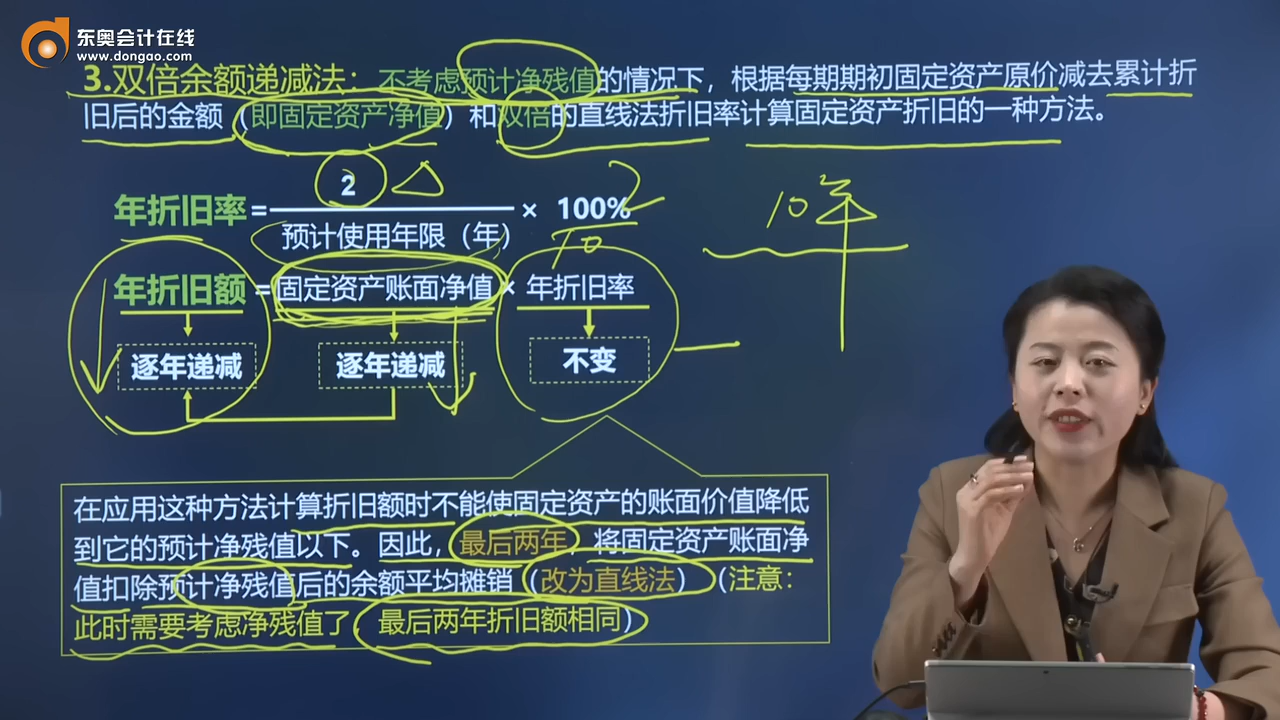 东奥会计在线
www.dongao.com
3.双倍余额递减法：不考虑预计净残值的情况下，根据每期期初固定资产原价减去累计折
旧后的金额（即固定资产净值）和双倍的直线法折旧率计算固定资产折旧的一种方法。
2
年折旧率= × 100%
预计使用年限（年）
2
10
10年
年折旧额=固定资产账面净值×年折旧率
逐年递减 逐年递减 不变
在应用这种方法计算折旧额时不能使固定资产的账面价值降低
到它的预计净残值以下。因此，最后两年，将固定资产账面净
值扣除预计净残值后的余额平均摊销（改为直线法）（注意：
此时需要考虑净残值了，最后两年折旧额相同）